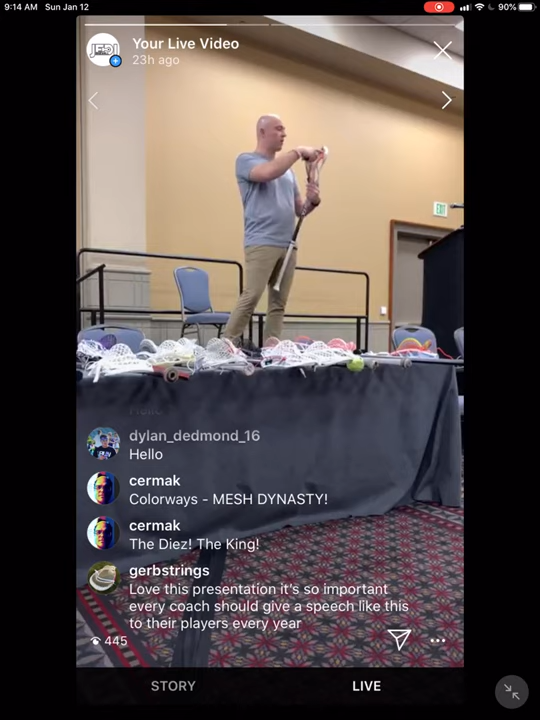 9:14 AM Sun Jan 12
90%
JEDI
Your Live Video
23h ago
EXIT
dylan_dedmond_16
Hello
cermak
Colorways - MESH DYNASTY!
cermak
The Diez! The King!
gerbstrings
Love this presentation it's so important
every coach should give a speech like this
to their players every year
445
STORY
LIVE